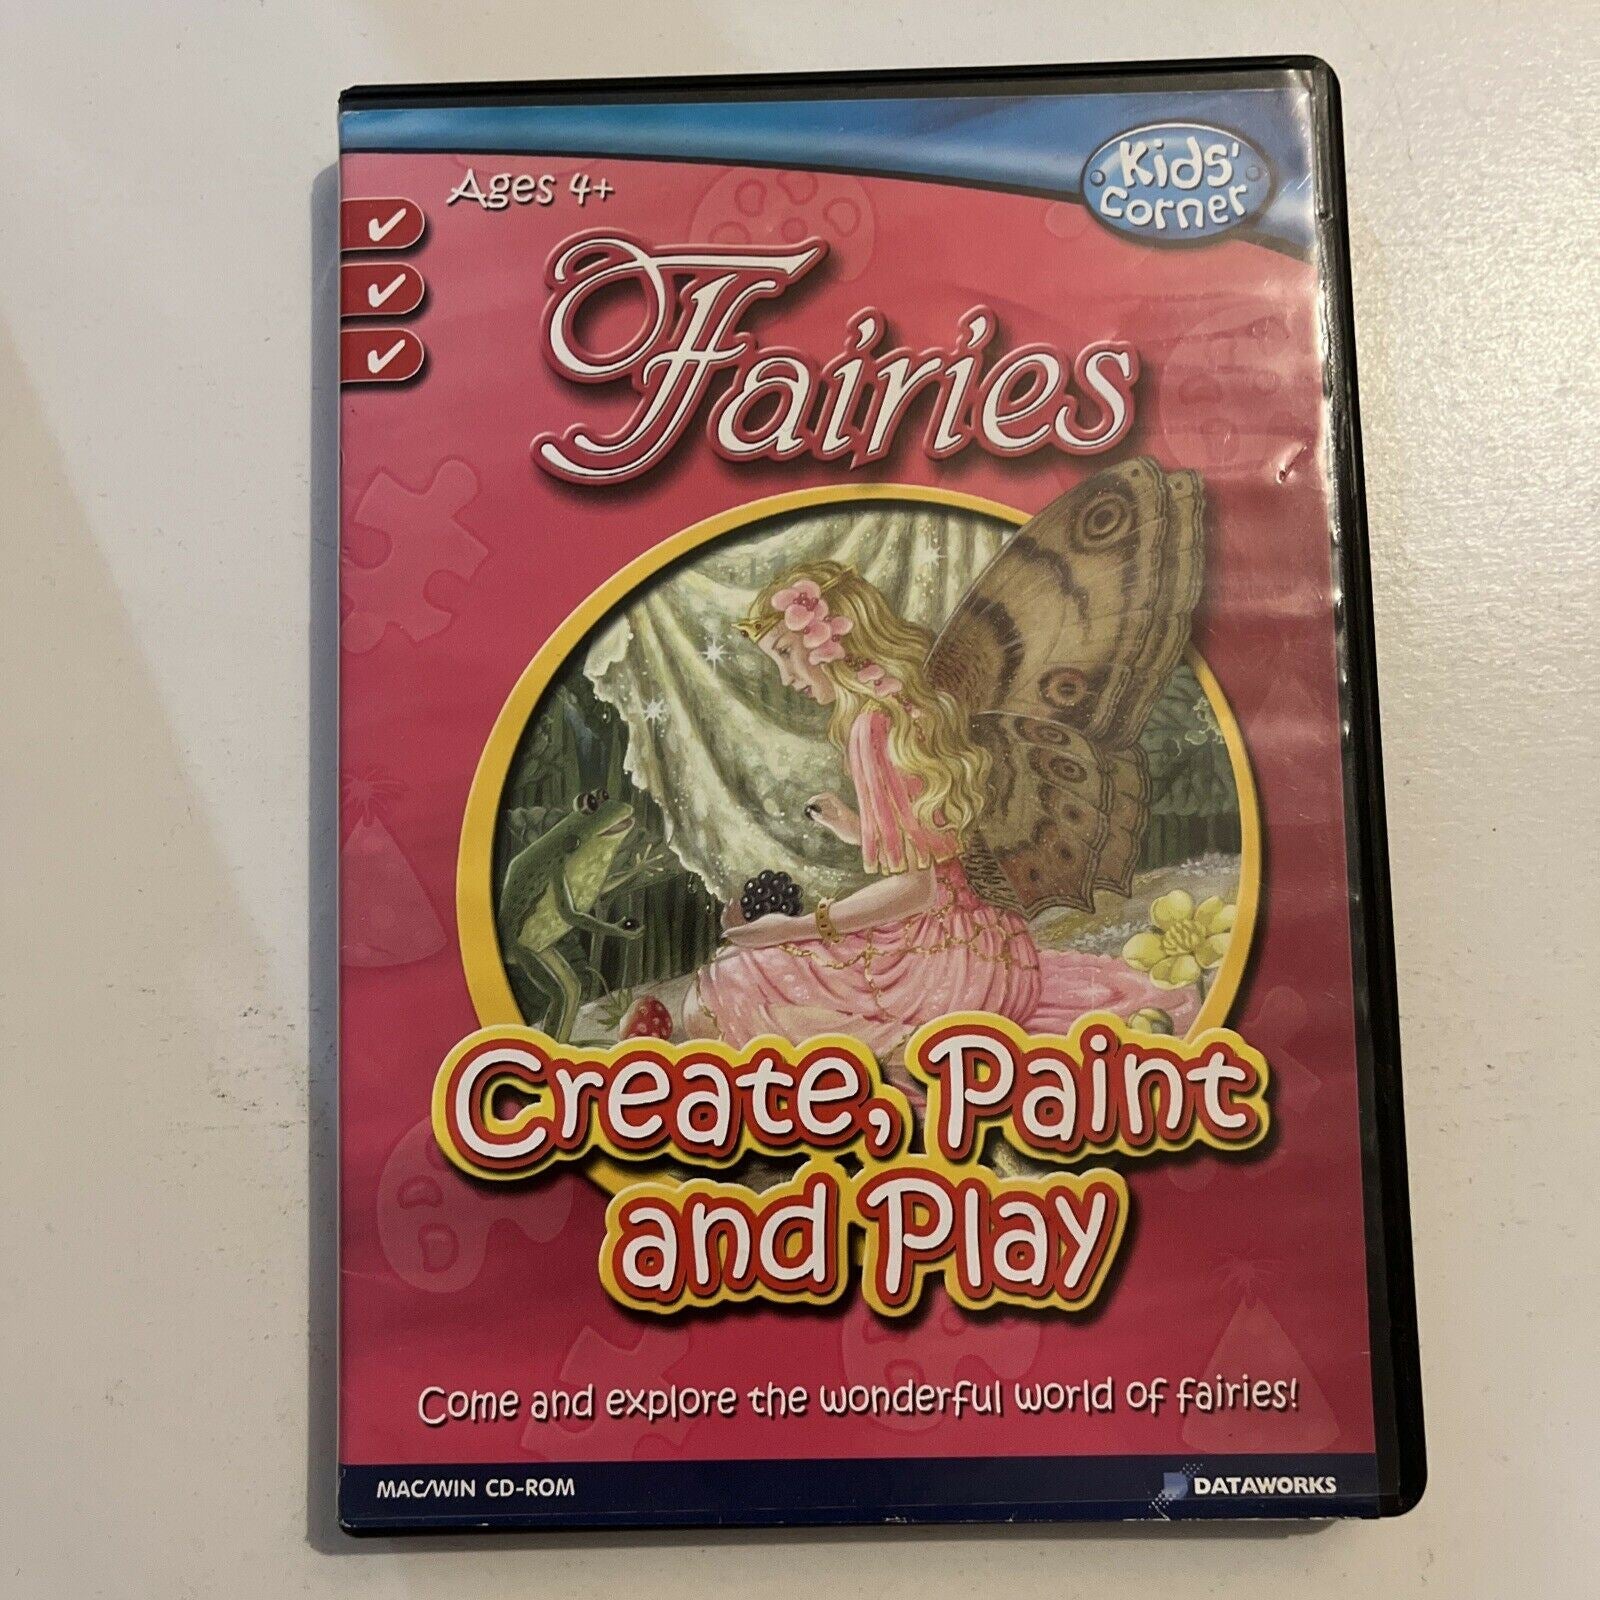 Kids'
Corner
Ages 4+
Fairies
Create, Paint
and Play
Come and explore the wonderful world of fairies!
MAC/WIN CD-ROM
DATAWORKS